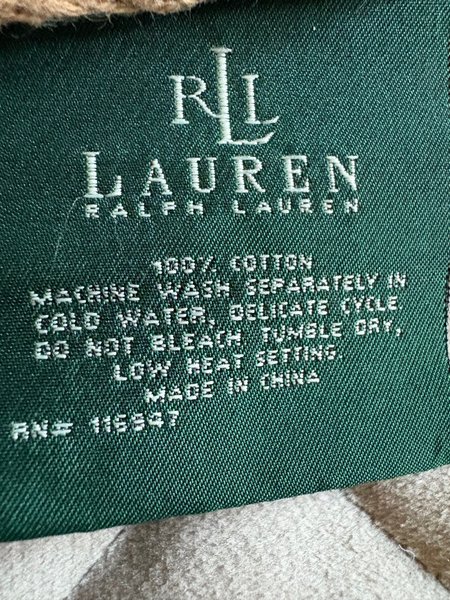 RLL
LAUREN
RALPH LAUREN
100% COTTON
MACHINE WASH SEPARATELY IN
COLD WATER, DELICATE CYCLE
DO NOT BLEACH TUMBLE DRY,
LOW HEAT SETTING.
MADE IN CHINA
RN# 116847